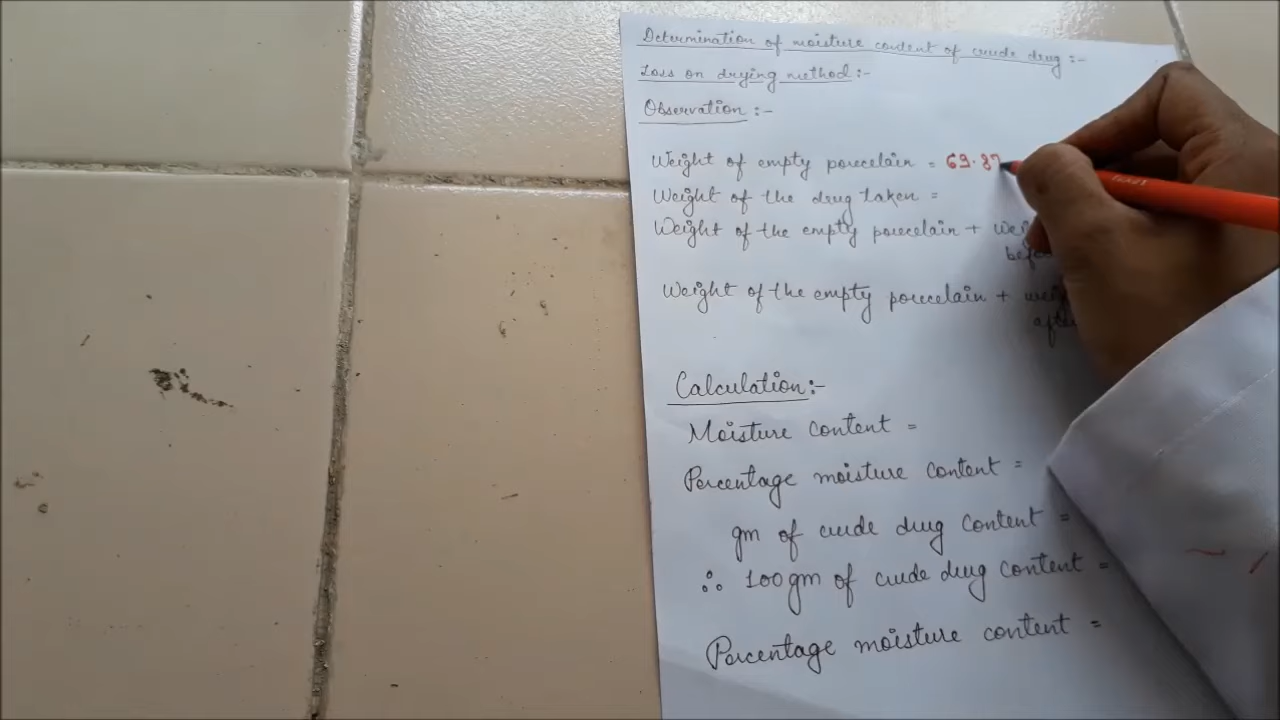 Determination of moisture content of crude drug :-
Loss on drying method :-
Observation :-
Weight of empty porcelain = 69.87
Weight of the drug taken =
Weight of the empty porcelain +
Weight of the empty porcelain +
Calculation :-
Moisture content =
Percentage moisture content =
gm of crude drug content =
∴ 100gm of crude drug content =
Percentage moisture content =